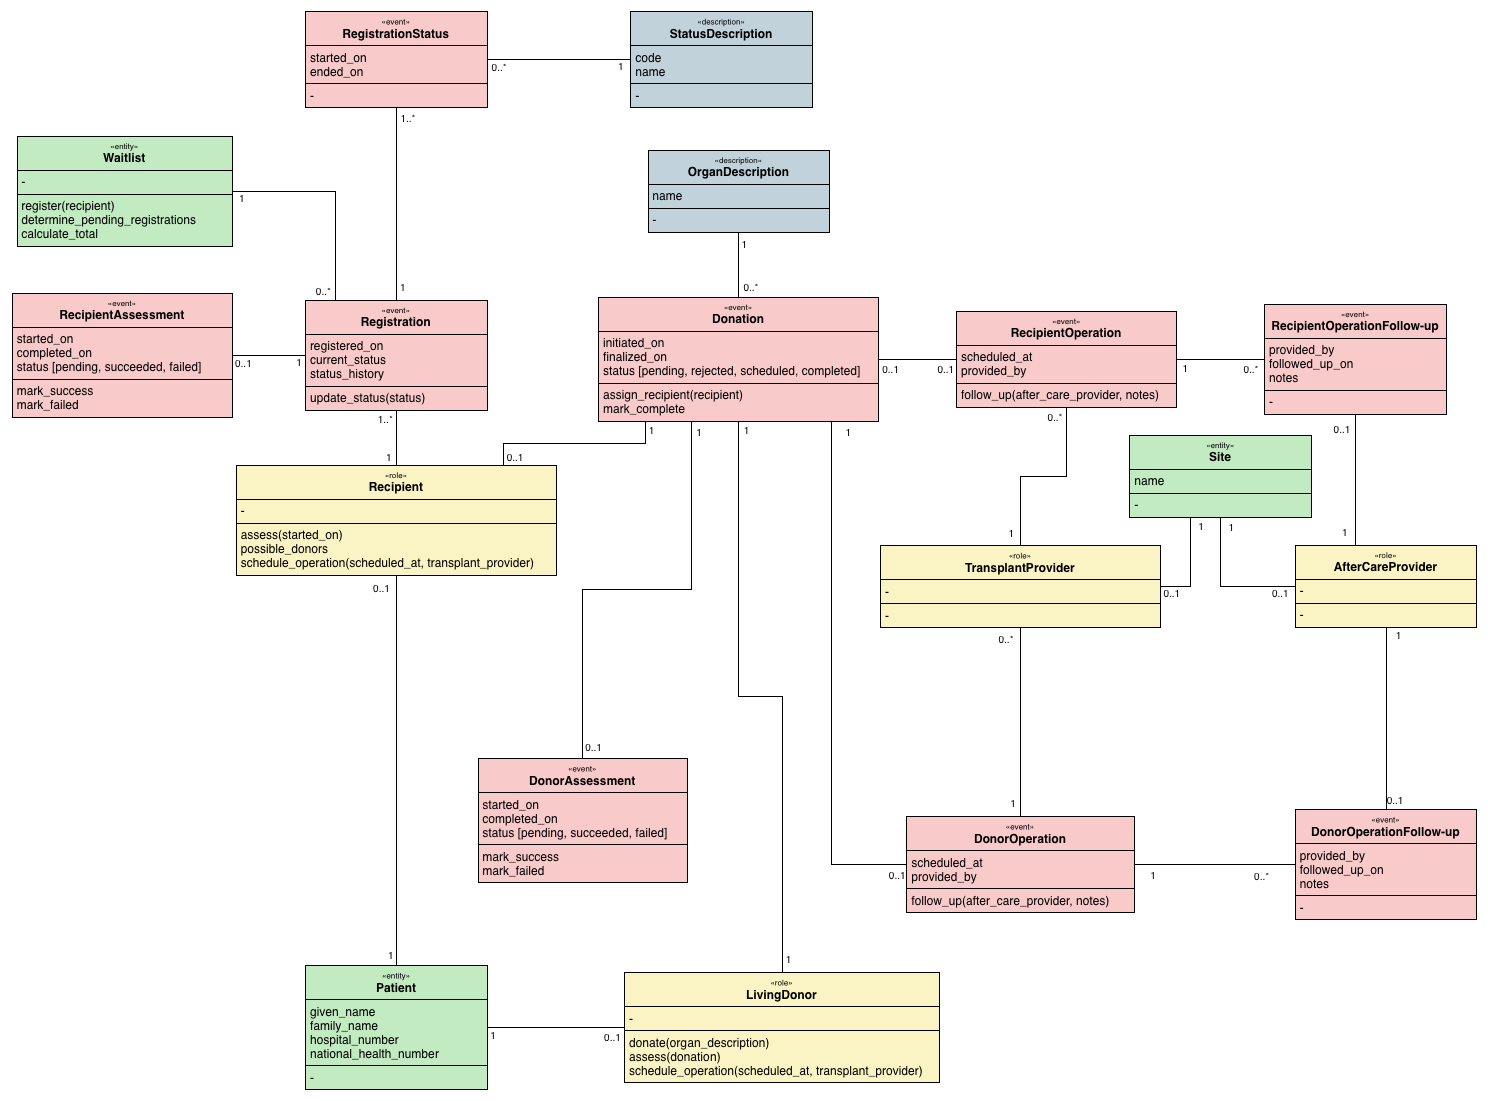 «event»
RegistrationStatus
started_on
ended_on
-
0..*
1
«description»
StatusDescription
code
name
-
1..*
«entity»
Waitlist
-
register(recipient)
determine_pending_registrations
calculate_total
1
0..*
1
«description»
OrganDescription
name
-
1
0..*
«event»
RecipientAssessment
started_on
completed_on
status [pending, succeeded, failed]
mark_success
mark_failed
0..1
1
«event»
Registration
registered_on
current_status
status_history
update_status(status)
1..*
1
«event»
Donation
initiated_on
finalized_on
status [pending, rejected, scheduled, completed]
assign_recipient(recipient)
mark_complete
0..1
0..1
1
1
1
1
«event»
RecipientOperation
scheduled_at
provided_by
follow_up(after_care_provider, notes)
1
0..*
0..*
«event»
RecipientOperationFollow-up
provided_by
followed_up_on
notes
-
0..1
«entity»
Site
name
-
1
1
0..1
«role»
Recipient
-
assess(started_on)
possible_donors
schedule_operation(scheduled_at, transplant_provider)
0..1
1
«role»
TransplantProvider
-
-
0..1
0..*
1
«role»
AfterCareProvider
-
-
0..1
1
0..1
«event»
DonorAssessment
started_on
completed_on
status [pending, succeeded, failed]
mark_success
mark_failed
1
«event»
DonorOperation
scheduled_at
provided_by
follow_up(after_care_provider, notes)
0..1
1
0..*
0..1
«event»
DonorOperationFollow-up
provided_by
followed_up_on
notes
-
1
«entity»
Patient
given_name
family_name
hospital_number
national_health_number
-
1
0..1
1
«role»
LivingDonor
-
donate(organ_description)
assess(donation)
schedule_operation(scheduled_at, transplant_provider)